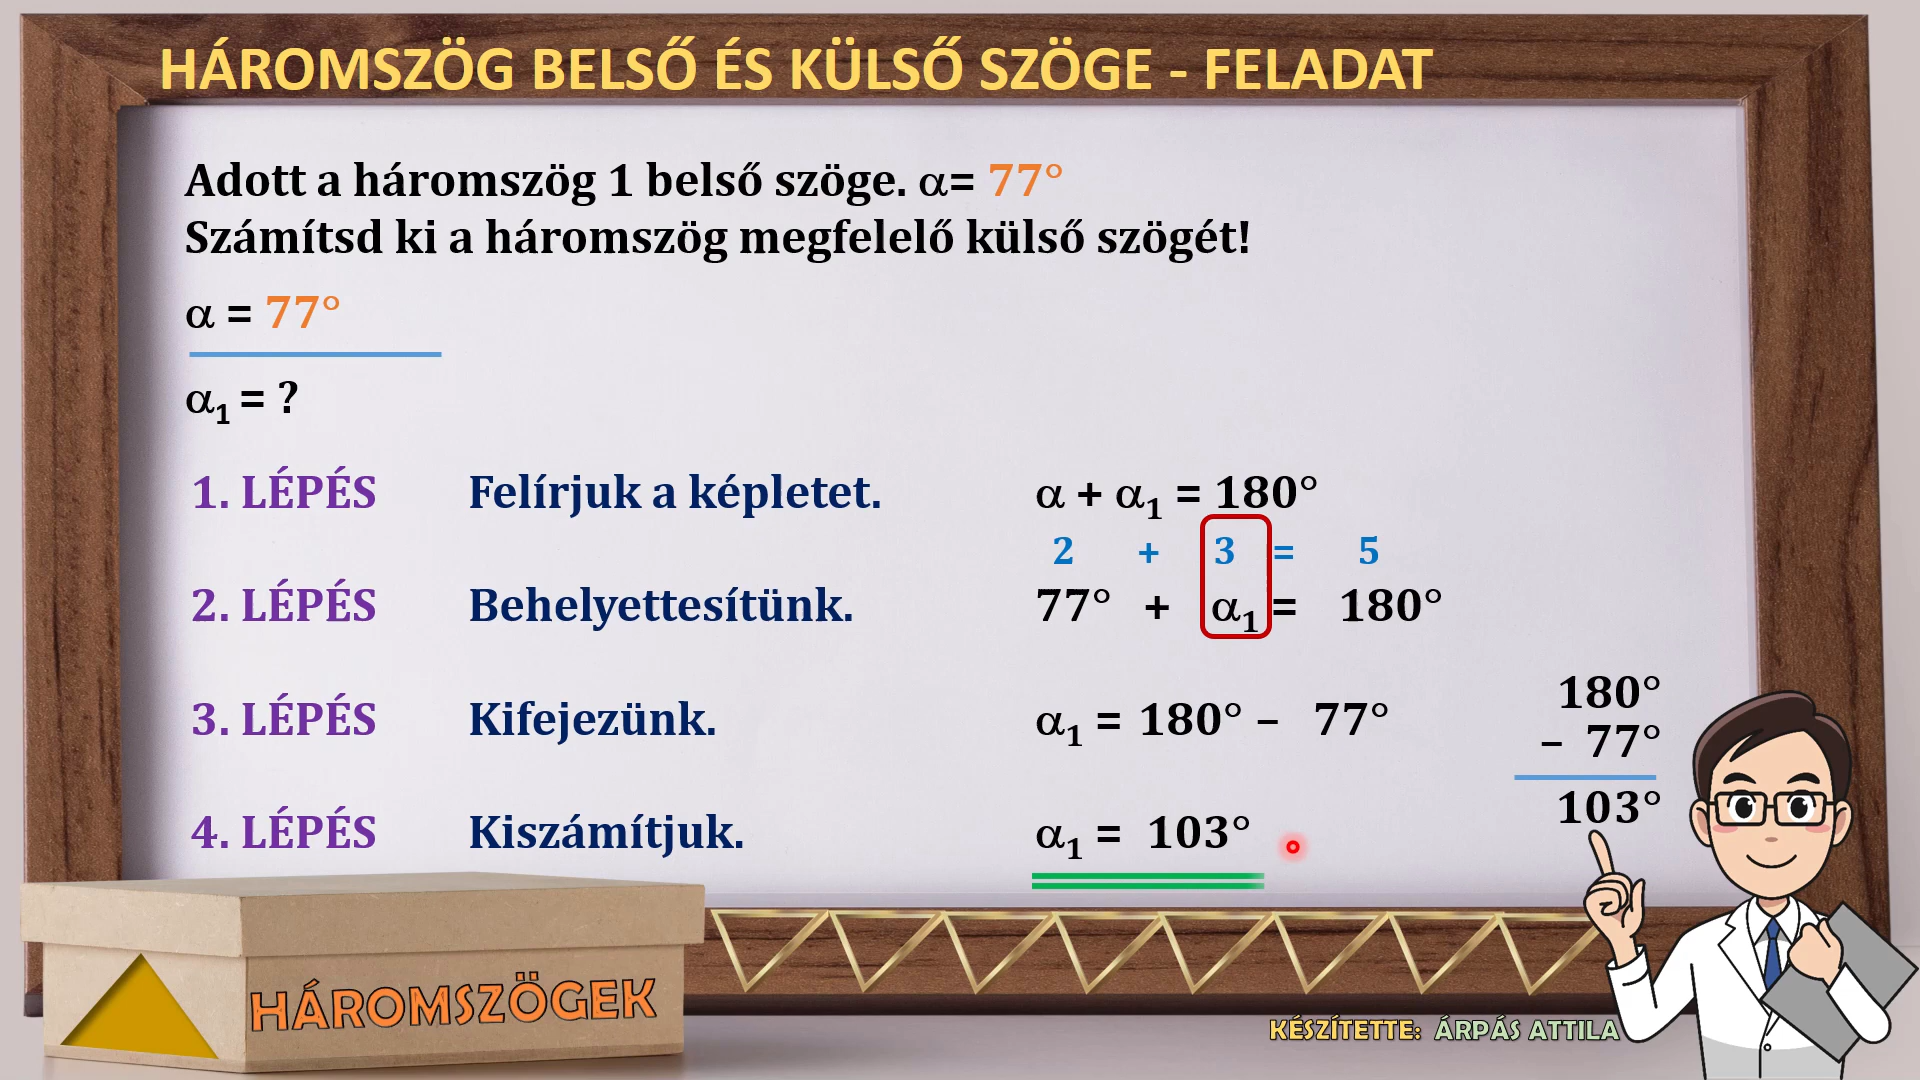 HÁROMSZÖG BELSŐ ÉS KÜLSŐ SZÖGE - FELADAT
Adott a háromszög 1 belső szöge. α= 77°
Számítsd ki a háromszög megfelelő külső szögét!
α = 77°
α₁ = ?
1. LÉPÉS Felírjuk a képletet. α + α₁ = 180°
2 + 3 = 5
2. LÉPÉS Behelyettesítünk. 77° + α₁ = 180°
3. LÉPÉS Kifejezünk. α₁ = 180° – 77°
4. LÉPÉS Kiszámítjuk. α₁ = 103°
180°
– 77°
103°
HÁROMSZÖGEK
KÉSZÍTETTE: ÁRPÁS ATTILA